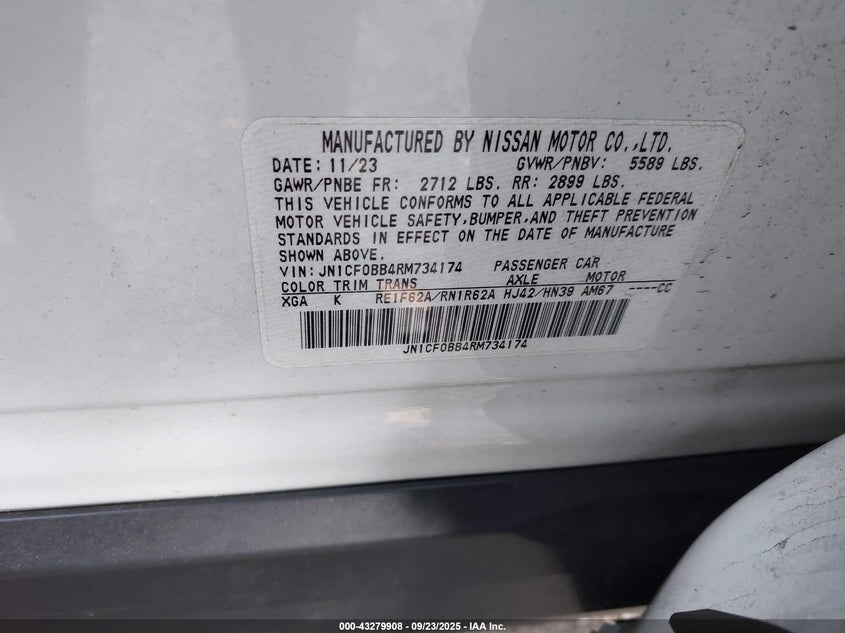 MANUFACTURED BY NISSAN MOTOR CO.,LTD.
DATE: 11/23 GVWR/PNBV: 5589 LBS.
GAWR/PNBE FR: 2712 LBS. RR: 2899 LBS.
THIS VEHICLE CONFORMS TO ALL APPLICABLE FEDERAL
MOTOR VEHICLE SAFETY,BUMPER,AND THEFT PREVENTION
STANDARDS IN EFFECT ON THE DATE OF MANUFACTURE
SHOWN ABOVE.
VIN: JN1CF0BB4RM734174 PASSENGER CAR
COLOR TRIM TRANS AXLE MOTOR
XGA K RE1F62A/RN1R62A HJ42/HN39 AM67 ----CC
JN1CF0BB4RM734174
000-43279908 - 09/23/2025 - IAA Inc.